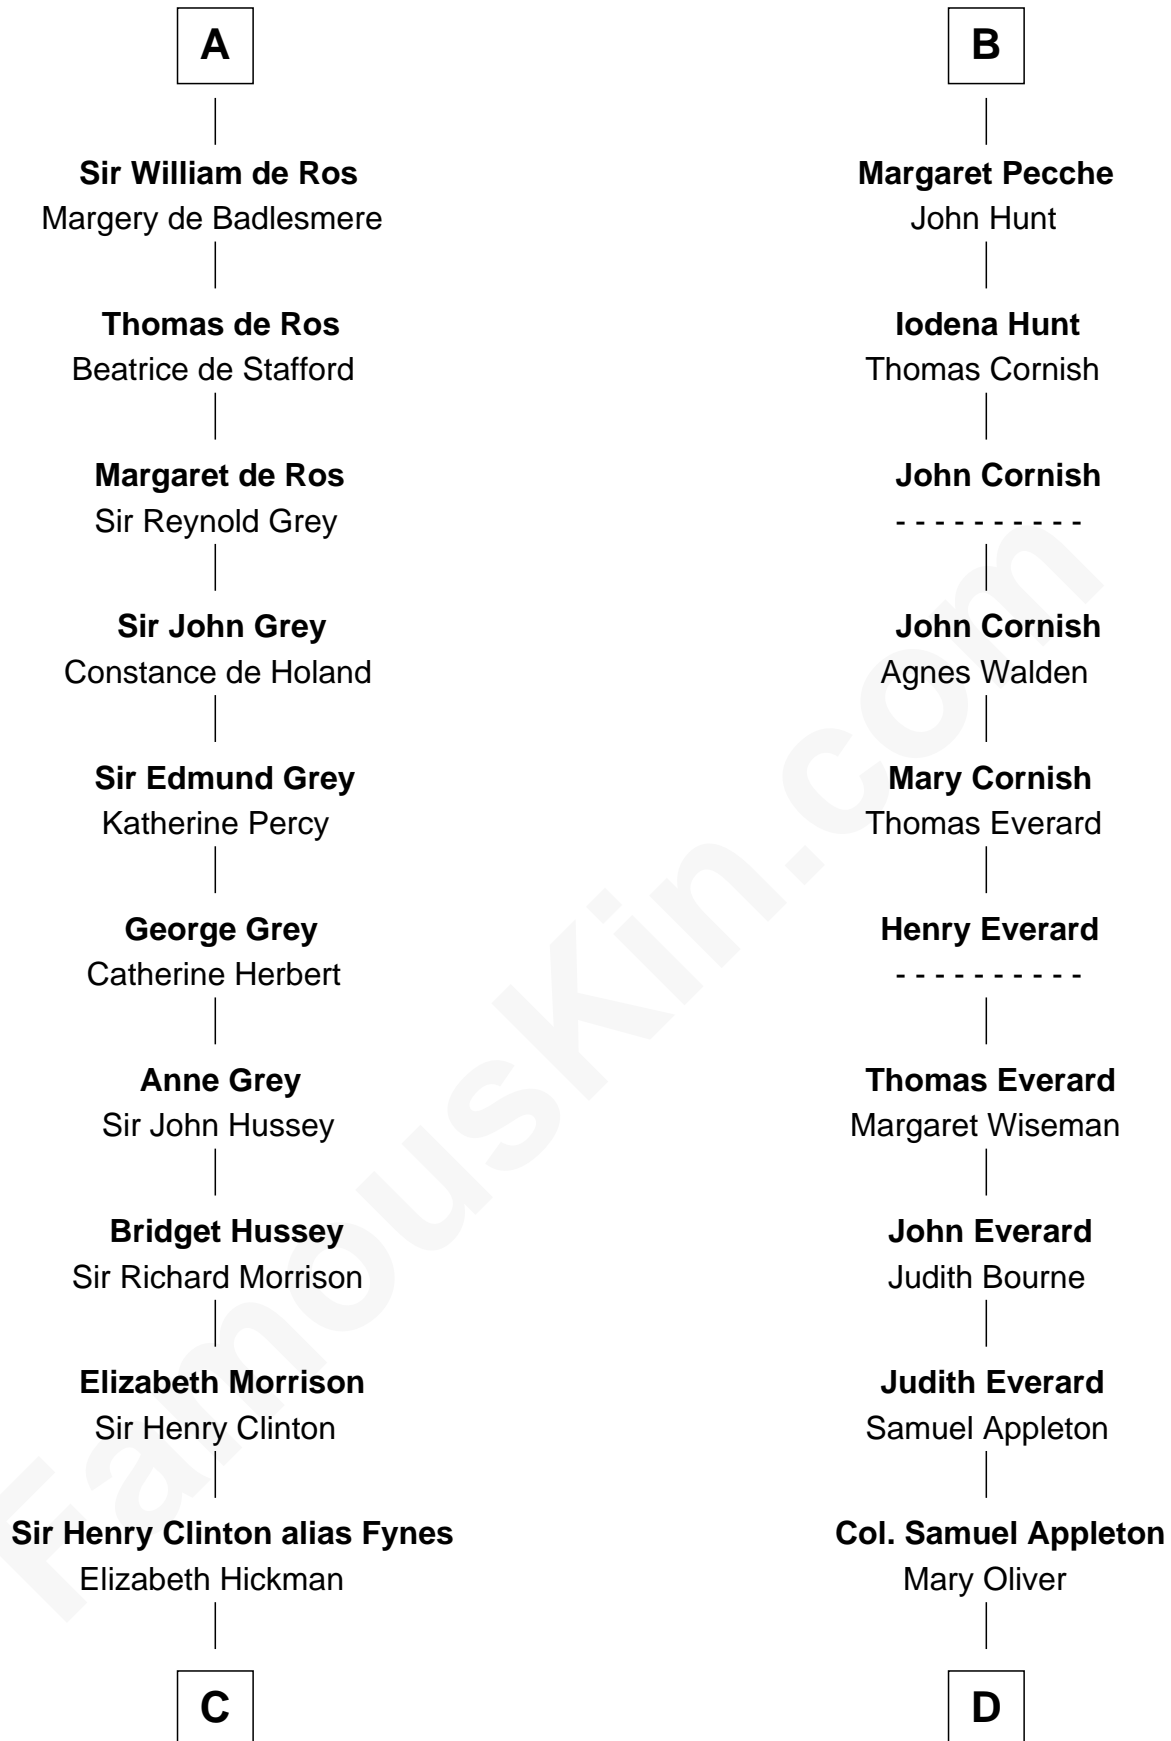 A
Sir William de Ros
Margery de Badlesmere
Thomas de Ros
Beatrice de Stafford
Margaret de Ros
Sir Reynold Grey
Sir John Grey
Constance de Holand
Sir Edmund Grey
Katherine Percy
George Grey
Catherine Herbert
Anne Grey
Sir John Hussey
Bridget Hussey
Sir Richard Morrison
Elizabeth Morrison
Sir Henry Clinton
Sir Henry Clinton alias Fynes
Elizabeth Hickman
C
B
Margaret Pecche
John Hunt
Iodena Hunt
Thomas Cornish
John Cornish
- - - - - - - - - -
John Cornish
Agnes Walden
Mary Cornish
Thomas Everard
Henry Everard
- - - - - - - - - -
Thomas Everard
Margaret Wiseman
John Everard
Judith Bourne
Judith Everard
Samuel Appleton
Col. Samuel Appleton
Mary Oliver
D
FamousKin.com